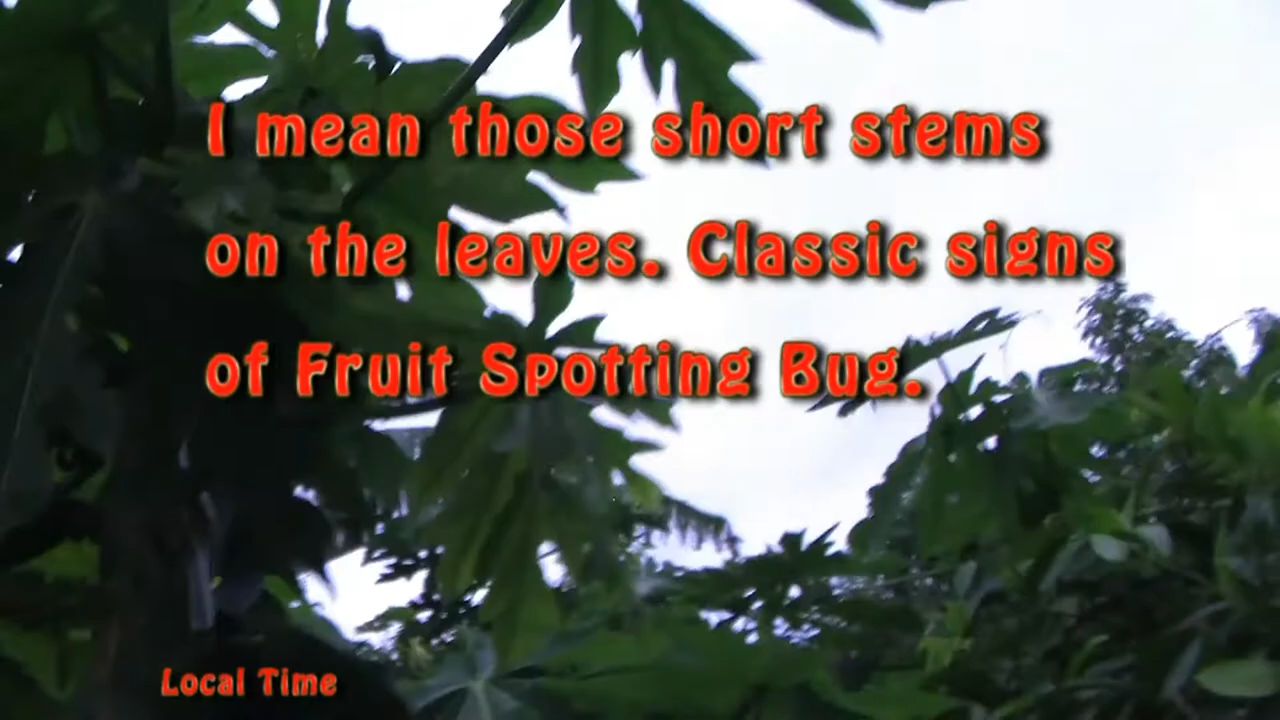 I mean those short stems
on the leaves. Classic signs
of Fruit Spotting Bug.
Local Time